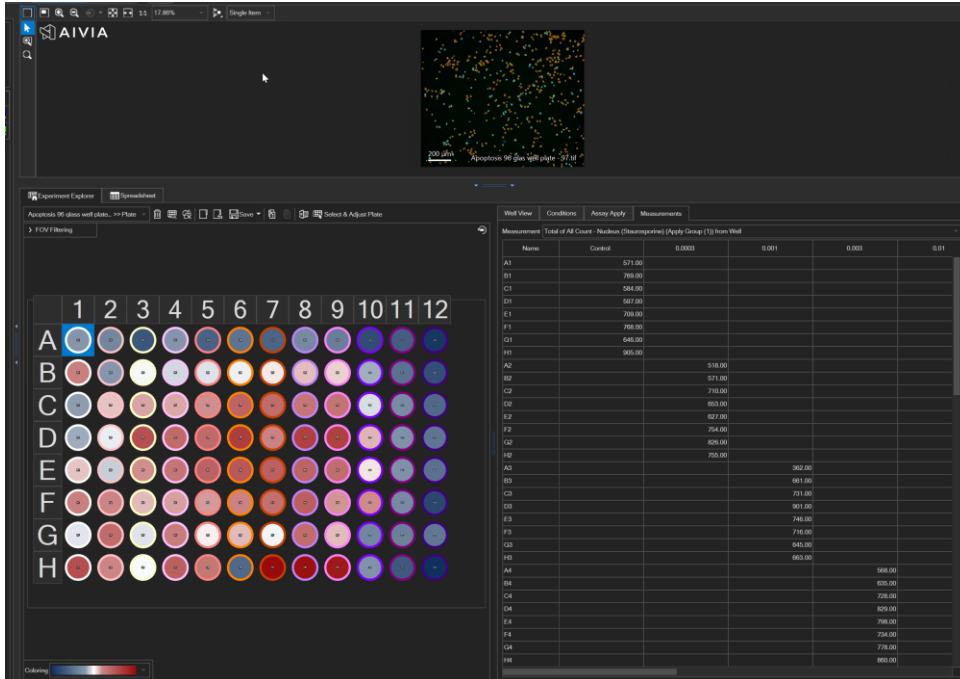 17.86%
Single Item
AIVIA
200 µm
Apoptosis 96 glas well plate - 97.tif
Experiment Explorer
Spreadsheet
Apoptosis 96 glass well plate... >> Plate
Save
Select & Adjust Plate
FOV Filtering
1 2 3 4 5 6 7 8 9 10 11 12
A
B
C
D
E
F
G
H
Coloring
Well View Conditions Assay Apply Measurements
Measurement Total of All Count - Nucleus (Staurosporine) (Apply Group (1)) from Well
Name Control 0.0003 0.001 0.003 0.01
A1 571.00
B1 769.00
C1 584.00
D1 597.00
E1 709.00
F1 768.00
G1 646.00
H1 905.00
A2 518.00
B2 571.00
C2 710.00
D2 653.00
E2 627.00
F2 754.00
G2 826.00
H2 755.00
A3 362.00
B3 661.00
C3 731.00
D3 901.00
E3 746.00
F3 716.00
G3 645.00
H3 663.00
A4 568.00
B4 635.00
C4 728.00
D4 829.00
E4 798.00
F4 734.00
G4 778.00
H4 860.00